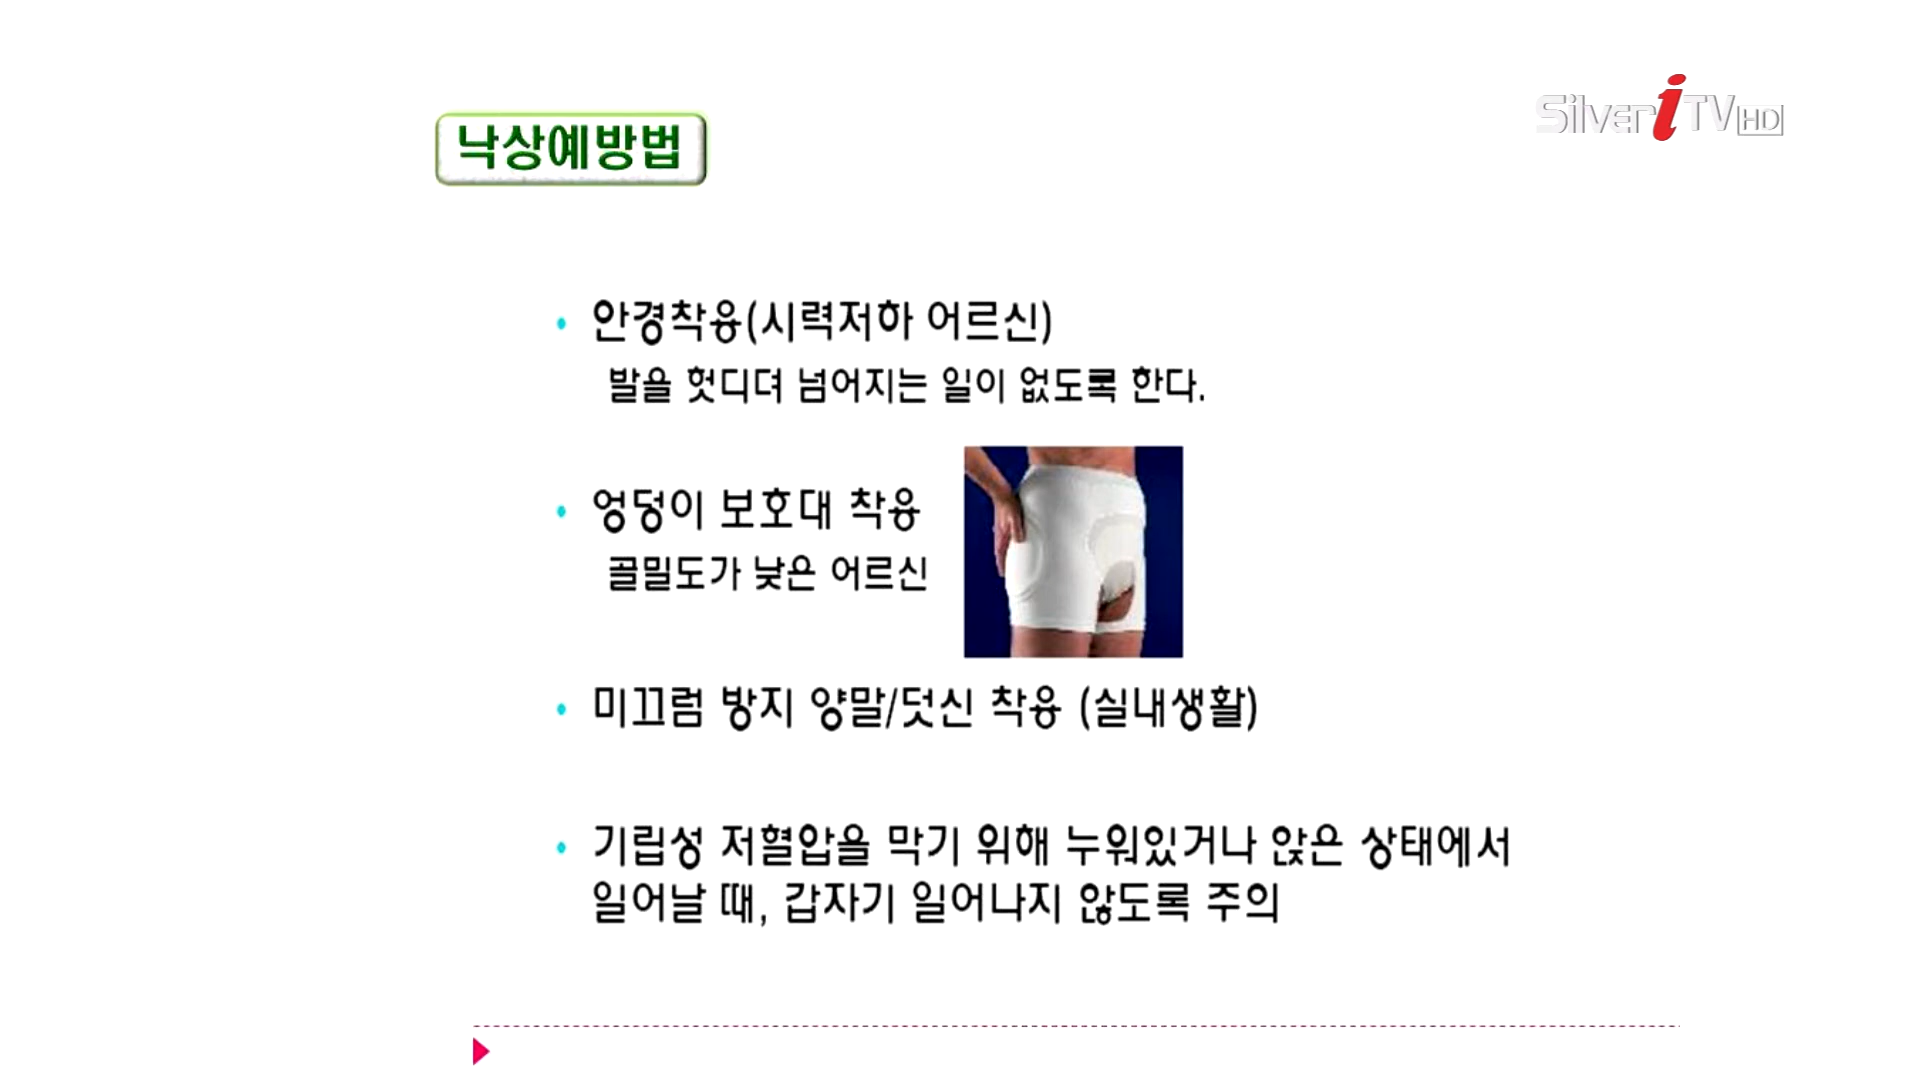 Silver i TV HD
낙상예방법
• 안경착용(시력저하 어르신)
발을 헛디뎌 넘어지는 일이 없도록 한다.
• 엉덩이 보호대 착용
골밀도가 낮은 어르신
• 미끄럼 방지 양말/덧신 착용 (실내생활)
• 기립성 저혈압을 막기 위해 누워있거나 앉은 상태에서
일어날 때, 갑자기 일어나지 않도록 주의